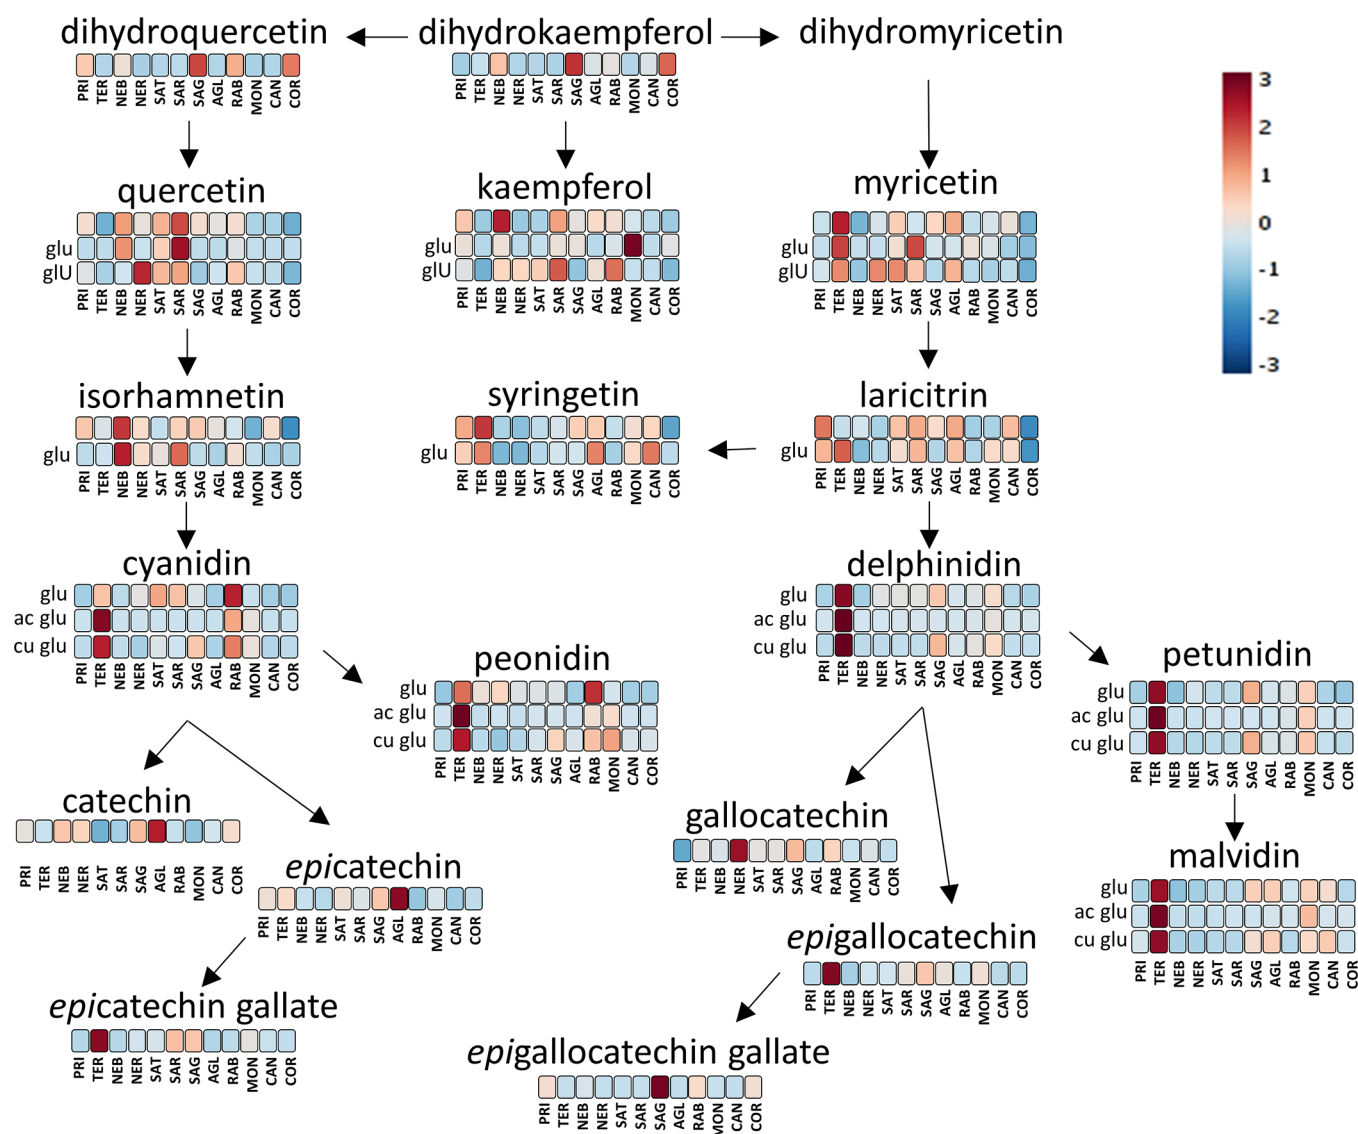 dihydroquercetin
PRI TER NEB NER SAT SAR SAG AGL RAB MON CAN COR
dihydrokaempferol
PRI TER NEB NER SAT SAR SAG AGL RAB MON CAN COR
dihydromyricetin
3
2
1
0
-1
-2
-3
quercetin
glu
glU
PRI TER NEB NER SAT SAR SAG AGL RAB MON CAN COR
kaempferol
glu
glU
PRI TER NEB NER SAT SAR SAG AGL RAB MON CAN COR
myricetin
glu
glU
PRI TER NEB NER SAT SAR SAG AGL RAB MON CAN COR
isorhamnetin
glu
PRI TER NEB NER SAT SAR SAG AGL RAB MON CAN COR
syringetin
glu
PRI TER NEB NER SAT SAR SAG AGL RAB MON CAN COR
laricitrin
glu
PRI TER NEB NER SAT SAR SAG AGL RAB MON CAN COR
cyanidin
glu
ac glu
cu glu
PRI TER NEB NER SAT SAR SAG AGL RAB MON CAN COR
delphinidin
glu
ac glu
cu glu
PRI TER NEB NER SAT SAR SAG AGL RAB MON CAN COR
peonidin
glu
ac glu
cu glu
PRI TER NEB NER SAT SAR SAG AGL RAB MON CAN COR
petunidin
glu
ac glu
cu glu
PRI TER NEB NER SAT SAR SAG AGL RAB MON CAN COR
catechin
PRI TER NEB NER SAT SAR SAG AGL RAB MON CAN COR
epicatechin
PRI TER NEB NER SAT SAR SAG AGL RAB MON CAN COR
gallocatechin
PRI TER NEB NER SAT SAR SAG AGL RAB MON CAN COR
malvidin
glu
ac glu
cu glu
PRI TER NEB NER SAT SAR SAG AGL RAB MON CAN COR
epigallocatechin
PRI TER NEB NER SAT SAR SAG AGL RAB MON CAN COR
epicatechin gallate
PRI TER NEB NER SAT SAR SAG AGL RAB MON CAN COR
epigallocatechin gallate
PRI TER NEB NER SAT SAR SAG AGL RAB MON CAN COR